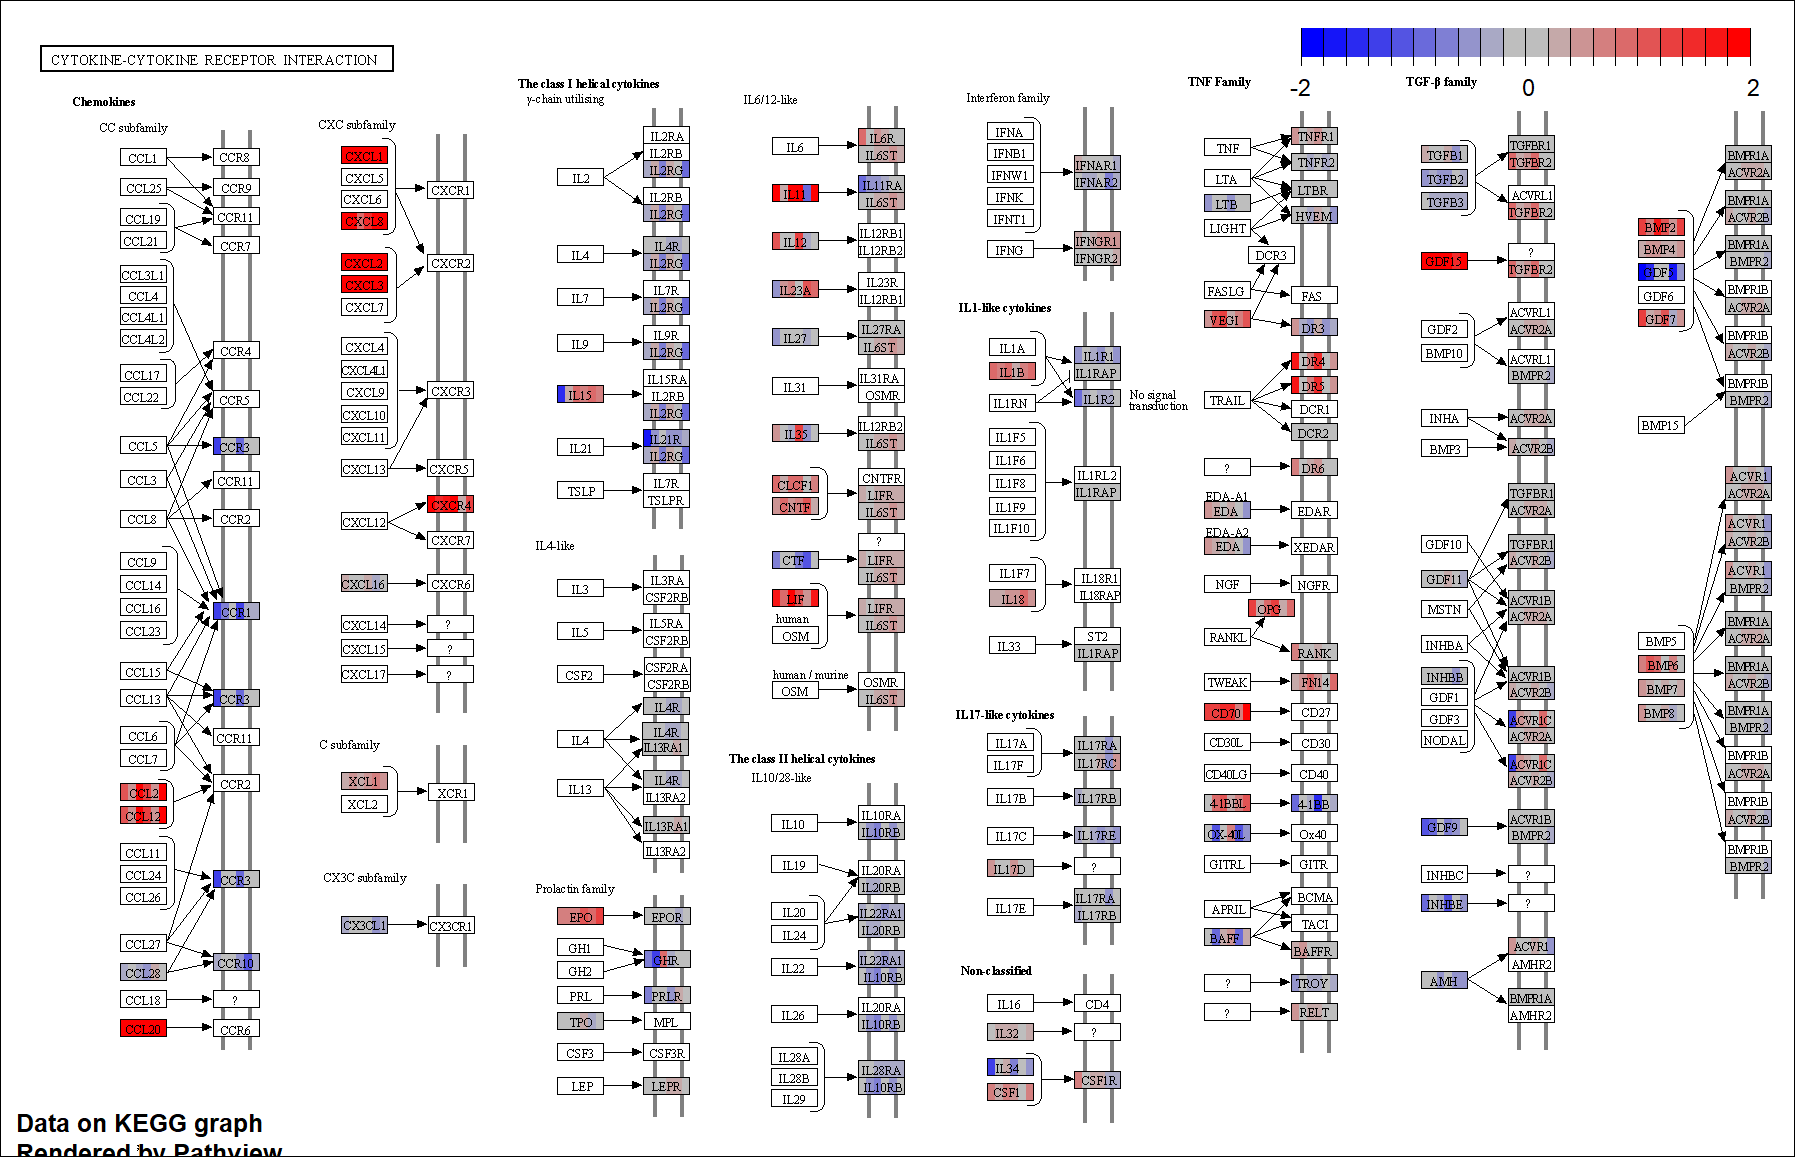 CYTOKINE-CYTOKINE RECEPTOR INTERACTION
-2
0
2
Chemokines
CC subfamily
CCL1
CCR8
CCL25
CCR9
CCL19
CCR11
CCL21
CCR7
CCL3L1
CCL4
CCL4L1
CCL4L2
CCR4
CCL17
CCL22
CCR5
CCL5
CCR3
CCL3
CCR11
CCL8
CCR2
CCL9
CCL14
CCL16
CCR1
CCL23
CCL15
CCL13
CCR3
CCL6
CCR11
CCL7
CCR2
CCL2
CCL12
CCL11
CCL24
CCR3
CCL26
CCL27
CCL28
CCR10
CCL18
?
CCL20
CCR6
CXC subfamily
CXCL1
CXCL5
CXCR1
CXCL6
CXCL8
CXCL2
CXCR2
CXCL3
CXCL7
CXCL4
CXCL4L1
CXCL9
CXCR3
CXCL10
CXCL11
CXCL13
CXCR5
CXCR4
CXCL12
CXCR7
CXCL16
CXCR6
CXCL14
?
CXCL15
?
CXCL17
?
C subfamily
XCL1
XCR1
XCL2
CX3C subfamily
CX3CL1
CX3CR1
The class I helical cytokines
γ-chain utilising
IL2RA
IL2RB
IL2
IL2RG
IL2RB
IL2RG
IL4
IL4R
IL2RG
IL7
IL7R
IL2RG
IL9
IL9R
IL2RG
IL15RA
IL15
IL2RB
IL2RG
IL21
IL21R
IL2RG
TSLP
IL7R
TSLPR
IL4-like
IL3
IL3RA
CSF2RB
IL5
IL5RA
CSF2RB
CSF2
CSF2RA
CSF2RB
IL4R
IL4
IL4R
IL13RA1
IL13
IL4R
IL13RA2
IL13RA1
IL13RA2
Prolactin family
EPO
EPOR
GH1
GHR
GH2
PRL
PRLR
TPO
MPL
CSF3
CSF3R
LEP
LEPR
IL6/12-like
IL6
IL6R
IL6ST
IL11
IL11RA
IL6ST
IL12
IL12RB1
IL12RB2
IL23A
IL23R
IL12RB1
IL27
IL27RA
IL6ST
IL31
IL31RA
OSMR
IL35
IL12RB2
IL6ST
CLCF1
CNTFR
LIFR
CNTF
IL6ST
?
CTF
LIFR
IL6ST
LIF
LIFR
human
IL6ST
OSM
human / murine
OSM
OSMR
IL6ST
The class II helical cytokines
IL10/28-like
IL10
IL10RA
IL10RB
IL19
IL20RA
IL20RB
IL20
IL22RA1
IL24
IL20RB
IL22
IL22RA1
IL10RB
IL26
IL20RA
IL10RB
IL28A
IL28B
IL28RA
IL10RB
IL29
Interferon family
IFNA
IFNB1
IFNW1
IFNAR1
IFNAR2
IFNK
IFNT1
IFNG
IFNGR1
IFNGR2
IL1-like cytokines
IL1A
IL1R1
IL1B
IL1RAP
IL1RN
IL1R2
No signal
transduction
IL1F5
IL1F6
IL1F8
IL1RL2
IL1RAP
IL1F9
IL1F10
IL1F7
IL18R1
IL18
IL18RAP
IL33
ST2
IL1RAP
IL17-like cytokines
IL17A
IL17RA
IL17F
IL17RC
IL17B
IL17RB
IL17C
IL17RE
IL17D
?
IL17E
IL17RA
IL17RB
Non-classified
IL16
CD4
IL32
?
IL34
CSF1R
CSF1
TNF Family
TNF
TNFR1
TNFR2
LTA
LTBR
LTB
HVEM
LIGHT
DCR3
FASLG
FAS
VEGI
DR3
DR4
DR5
TRAIL
DCR1
DCR2
?
DR6
EDA-A1
EDA
EDAR
EDA-A2
EDA
XEDAR
NGF
NGFR
OPG
RANKL
RANK
TWEAK
FN14
CD70
CD27
CD30L
CD30
CD40LG
CD40
4-1BBL
4-1BB
OX-40L
Ox40
GITRL
GITR
BCMA
APRIL
TACI
BAFF
BAFFR
?
TROY
?
RELT
TGF-β family
TGFB1
TGFBR1
TGFBR2
TGFB2
ACVRL1
TGFB3
TGFBR2
GDF15
?
TGFBR2
GDF2
ACVRL1
ACVR2A
BMP10
ACVRL1
BMPR2
INHA
ACVR2A
BMP3
ACVR2B
TGFBR1
ACVR2A
GDF10
TGFBR1
ACVR2B
GDF11
MSTN
ACVR1B
ACVR2A
INHBA
INHBB
ACVR1B
ACVR2B
GDF1
GDF3
ACVR1C
ACVR2A
NODAL
ACVR1C
ACVR2B
GDF9
ACVR1B
BMPR2
INHBC
?
INHBE
?
AMH
ACVR1
AMHR2
BMPR1A
AMHR2
BMPR1A
ACVR2A
BMPR1A
ACVR2B
BMP2
BMP4
BMPR1A
BMPR2
GDF5
GDF6
BMPR1B
ACVR2A
GDF7
BMPR1B
ACVR2B
BMPR1B
BMPR2
BMP15
ACVR1
ACVR2A
ACVR1
ACVR2B
ACVR1
BMPR2
BMP5
BMPR1A
ACVR2A
BMP6
BMPR1A
ACVR2B
BMP7
BMP8
BMPR1A
BMPR2
BMPR1B
ACVR2A
BMPR1B
ACVR2B
BMPR1B
BMPR2
Data on KEGG graph
Rendered by Pathview